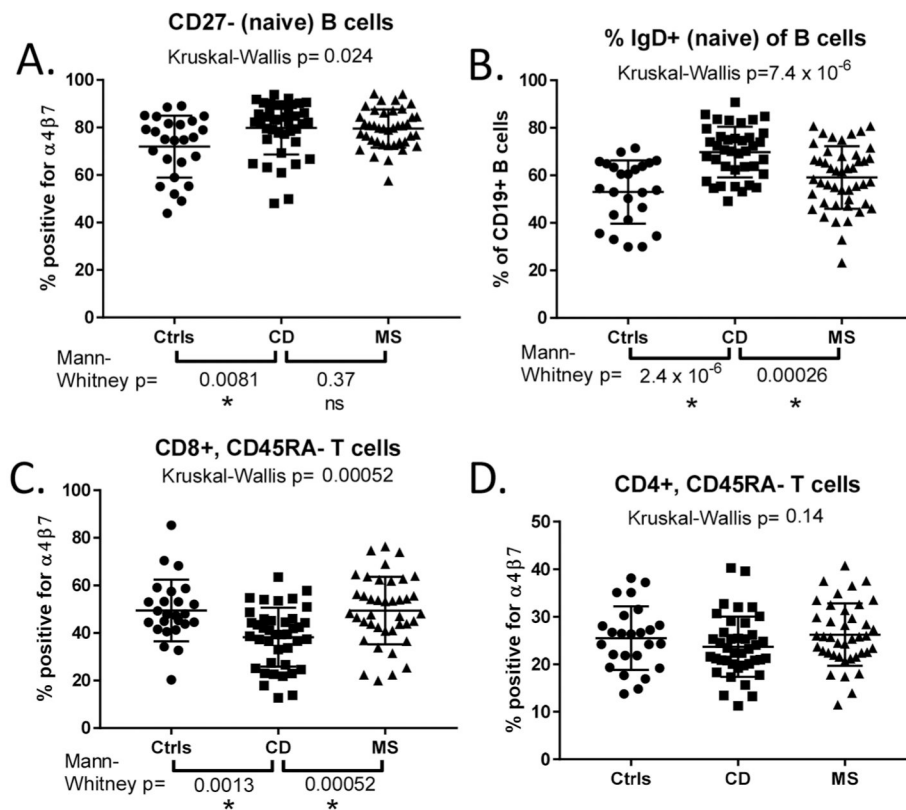 A.
CD27- (naive) B cells
Kruskal-Wallis p= 0.024
% positive for α4β7
100
80
60
40
20
0
Ctrls CD MS
Mann-
Whitney p= 0.0081 0.37
* ns
B.
% IgD+ (naive) of B cells
Kruskal-Wallis p=7.4 x 10⁻⁶
% of CD19+ B cells
100
80
60
40
20
0
Ctrls CD MS
Mann-
Whitney p= 2.4 x 10⁻⁶ 0.00026
* *
C.
CD8+, CD45RA- T cells
Kruskal-Wallis p= 0.00052
% positive for α4β7
100
80
60
40
20
0
Ctrls CD MS
Mann-
Whitney p= 0.0013 0.00052
* *
D.
CD4+, CD45RA- T cells
Kruskal-Wallis p= 0.14
% positive for α4β7
50
40
30
20
10
0
Ctrls CD MS